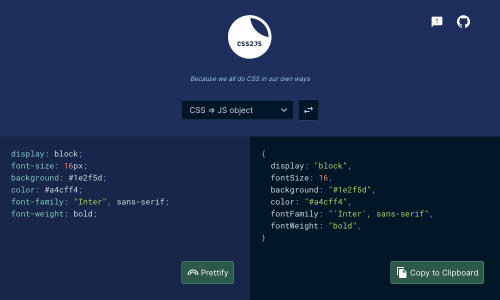 CSS2JS
Because we all do CSS in our own ways
CSS ⇒ JS object
display: block;
font-size: 16px;
background: #1e2f5d;
color: #a4cff4;
font-family: "Inter", sans-serif;
font-weight: bold;
Prettify
{
display: "block",
fontSize: 16,
background: "#1e2f5d",
color: "#a4cff4",
fontFamily: "'Inter', sans-serif",
fontWeight: "bold",
}
Copy to Clipboard